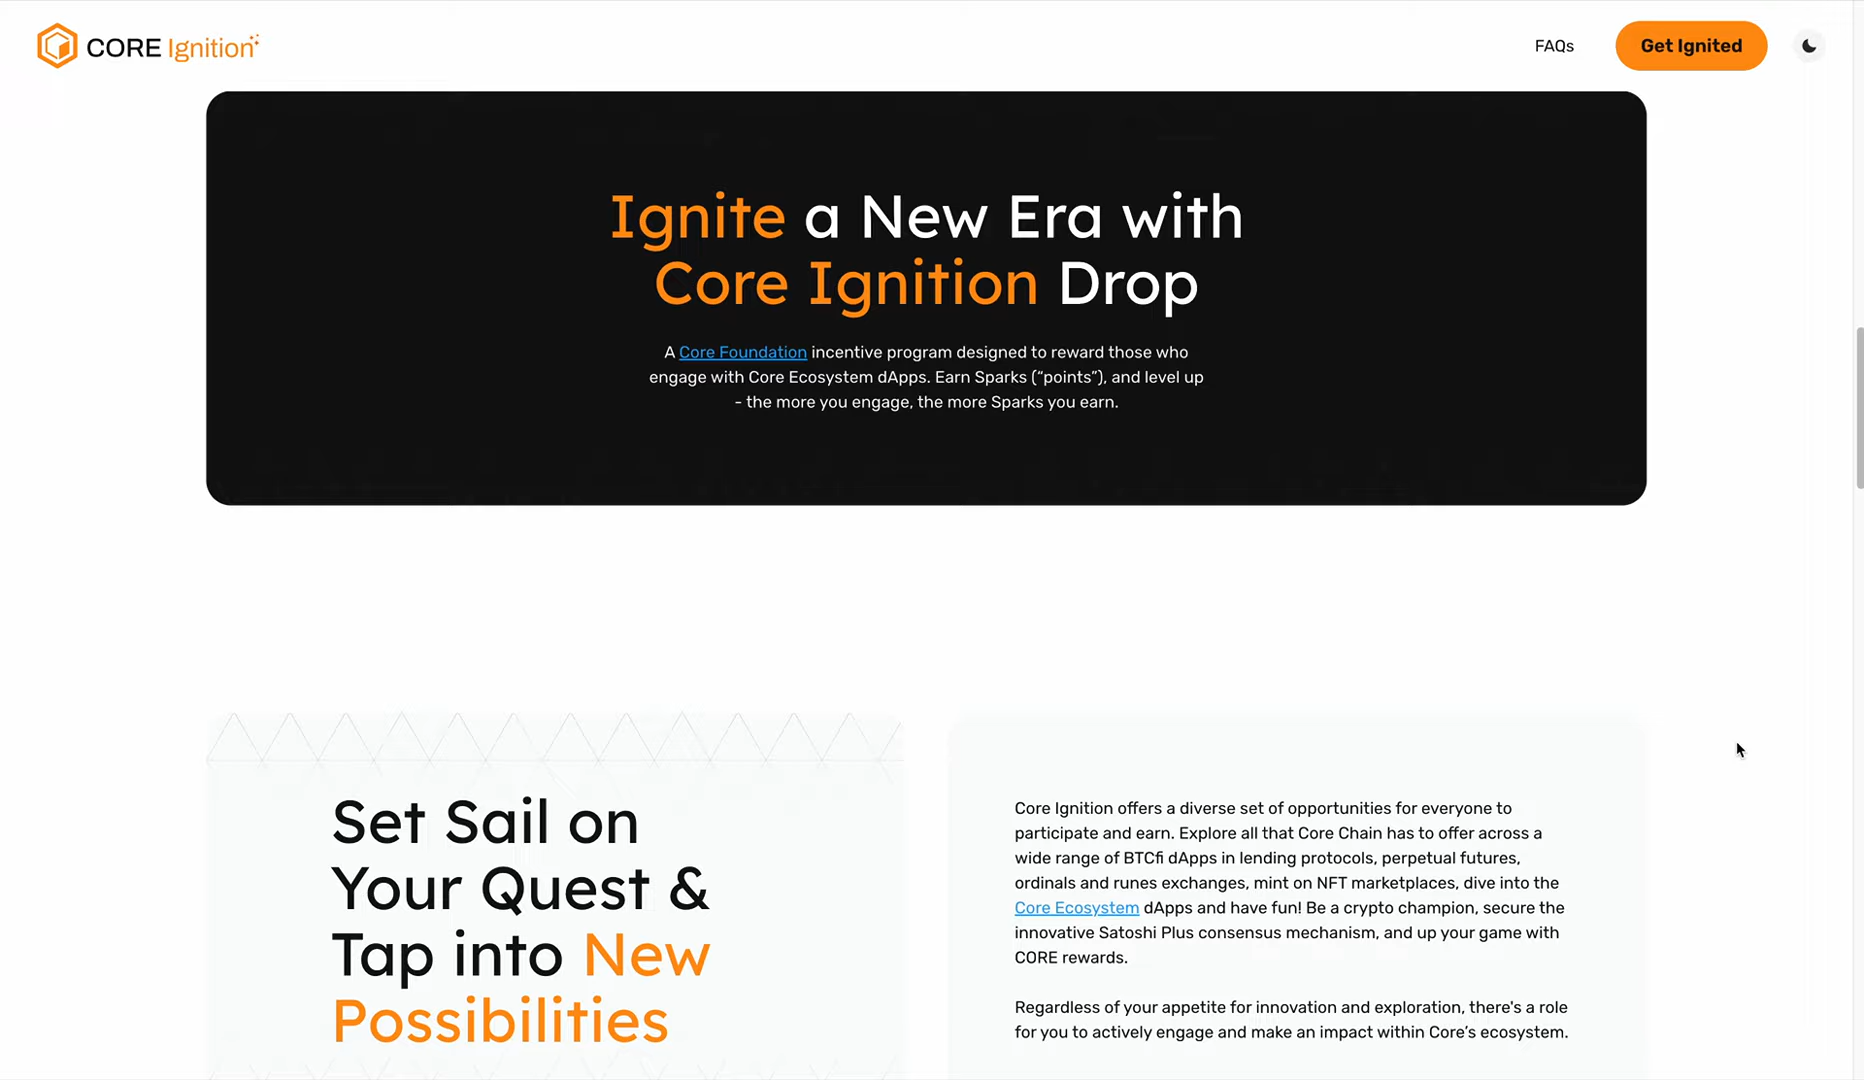 CORE Ignition
FAQs
Get Ignited
Ignite a New Era with
Core Ignition Drop
A Core Foundation incentive program designed to reward those who
engage with Core Ecosystem dApps. Earn Sparks (“points”), and level up
- the more you engage, the more Sparks you earn.
Set Sail on
Your Quest &
Tap into New
Possibilities
Core Ignition offers a diverse set of opportunities for everyone to
participate and earn. Explore all that Core Chain has to offer across a
wide range of BTCfi dApps in lending protocols, perpetual futures,
ordinals and runes exchanges, mint on NFT marketplaces, dive into the
Core Ecosystem dApps and have fun! Be a crypto champion, secure the
innovative Satoshi Plus consensus mechanism, and up your game with
CORE rewards.
Regardless of your appetite for innovation and exploration, there's a role
for you to actively engage and make an impact within Core’s ecosystem.